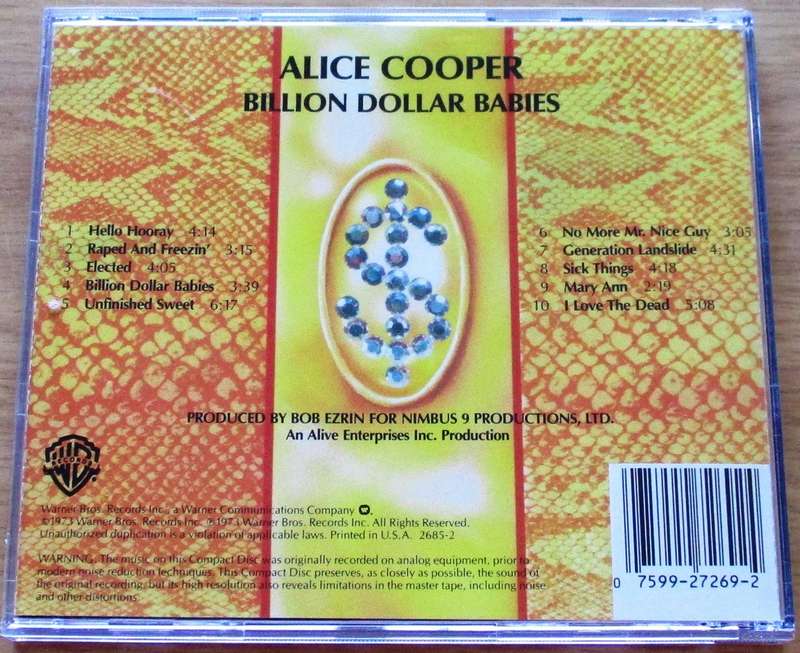 ALICE COOPER
BILLION DOLLAR BABIES
1 Hello Hooray 4:14
2 Raped And Freezin' 3:15
3 Elected 4:05
4 Billion Dollar Babies 3:39
5 Unfinished Sweet 6:17
6 No More Mr. Nice Guy 3:05
7 Generation Landslide 4:31
8 Sick Things 4:18
9 Mary Ann 2:19
10 I Love The Dead 5:08
PRODUCED BY BOB EZRIN FOR NIMBUS 9 PRODUCTIONS, LTD.
An Alive Enterprises Inc. Production
WB
RECORDS
Warner Bros. Records Inc., a Warner Communications Company
©1973 Warner Bros. Records Inc. ℗1973 Warner Bros. Records Inc. All Rights Reserved.
Unauthorized duplication is a violation of applicable laws. Printed in U.S.A. 2685-2
WARNING: The music on this Compact Disc was originally recorded on analog equipment, prior to
modern noise reduction techniques. This Compact Disc preserves, as closely as possible, the sound of
the original recording, but its high resolution also reveals limitations in the master tape, including noise
and other distortions.
0 7599-27269-2